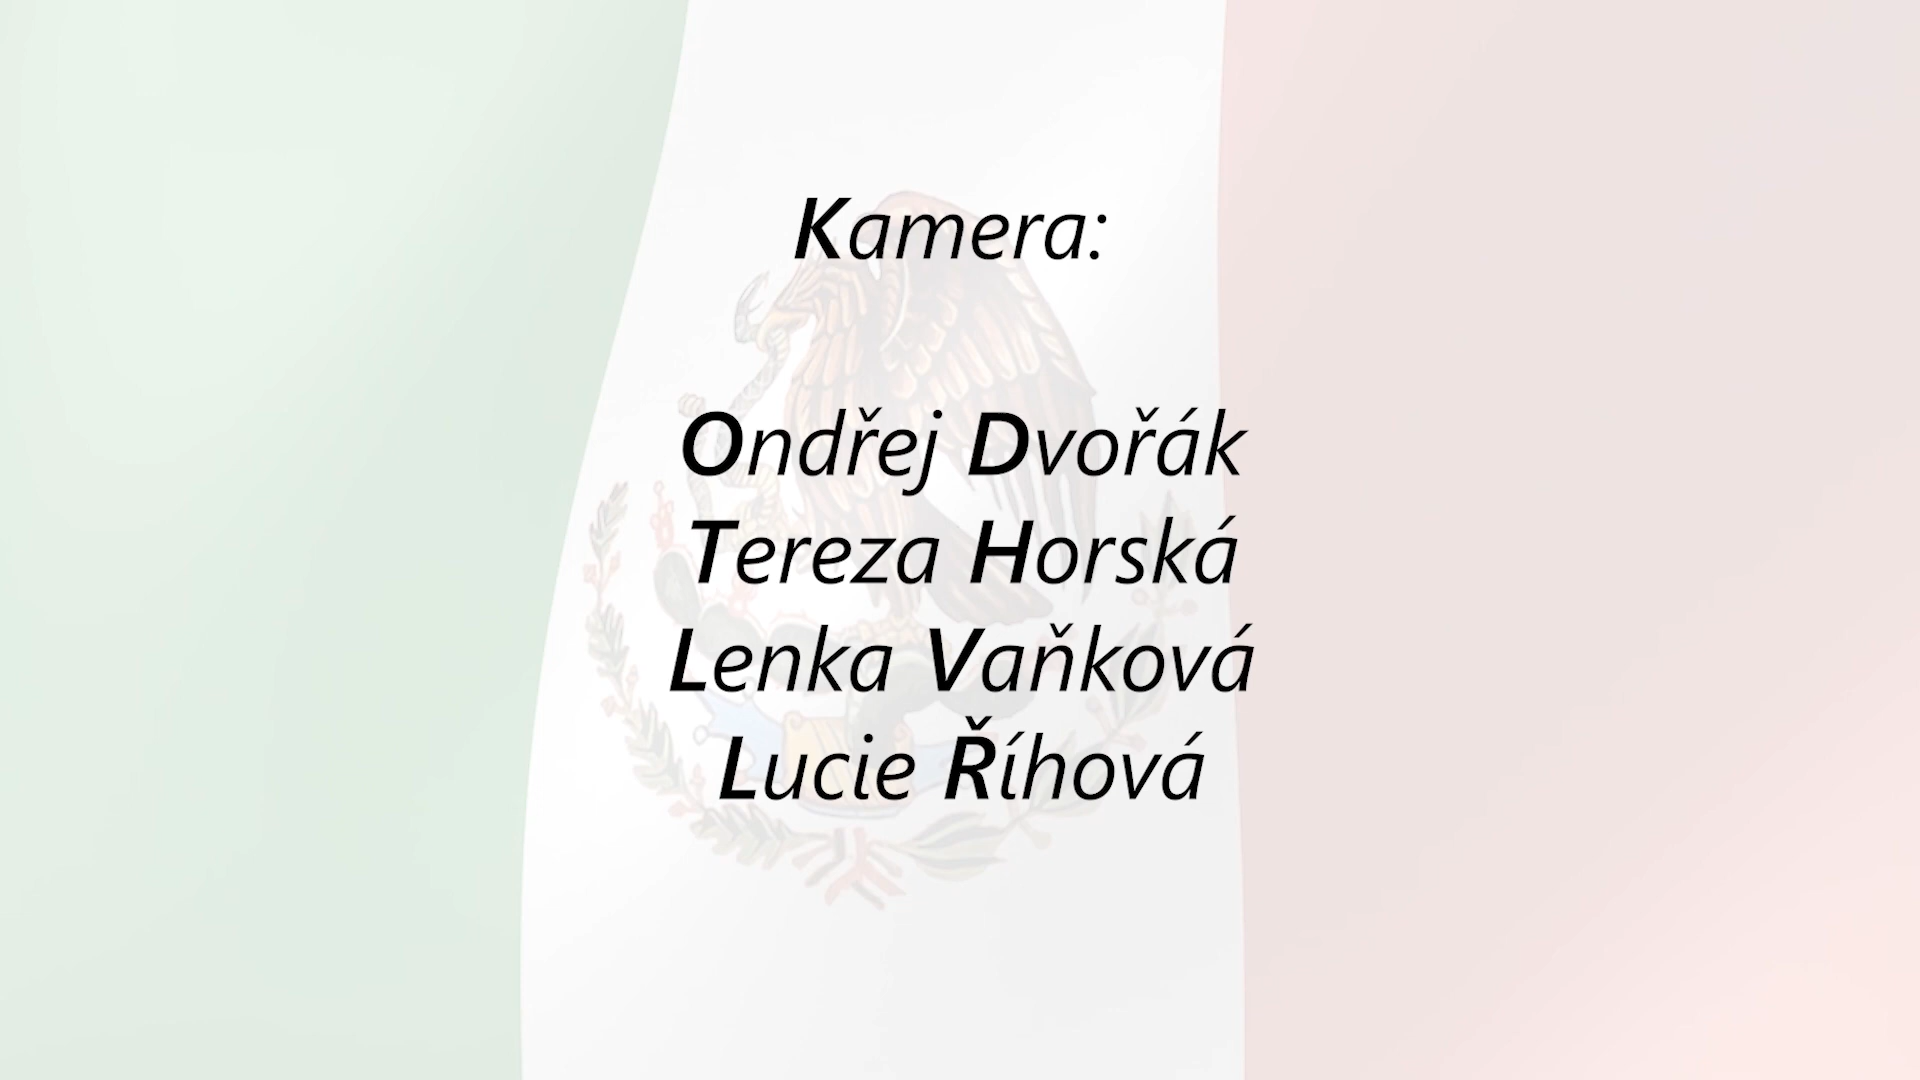 Kamera:
Ondřej Dvořák
Tereza Horská
Lenka Vaňková
Lucie Říhová